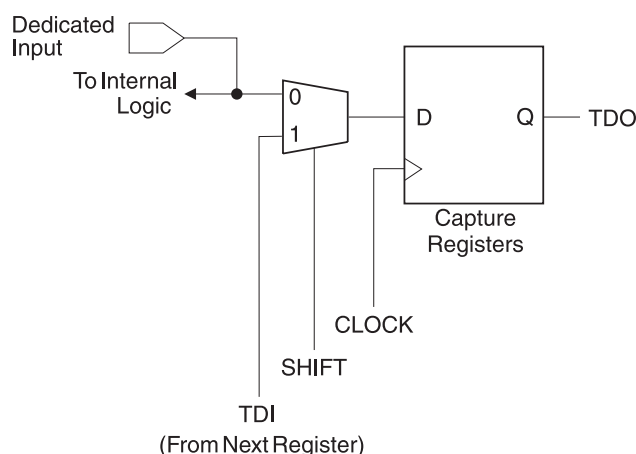 Dedicated
Input
To Internal
Logic
0
1
D
Q
TDO
Capture
Registers
CLOCK
SHIFT
TDI
(From Next Register)